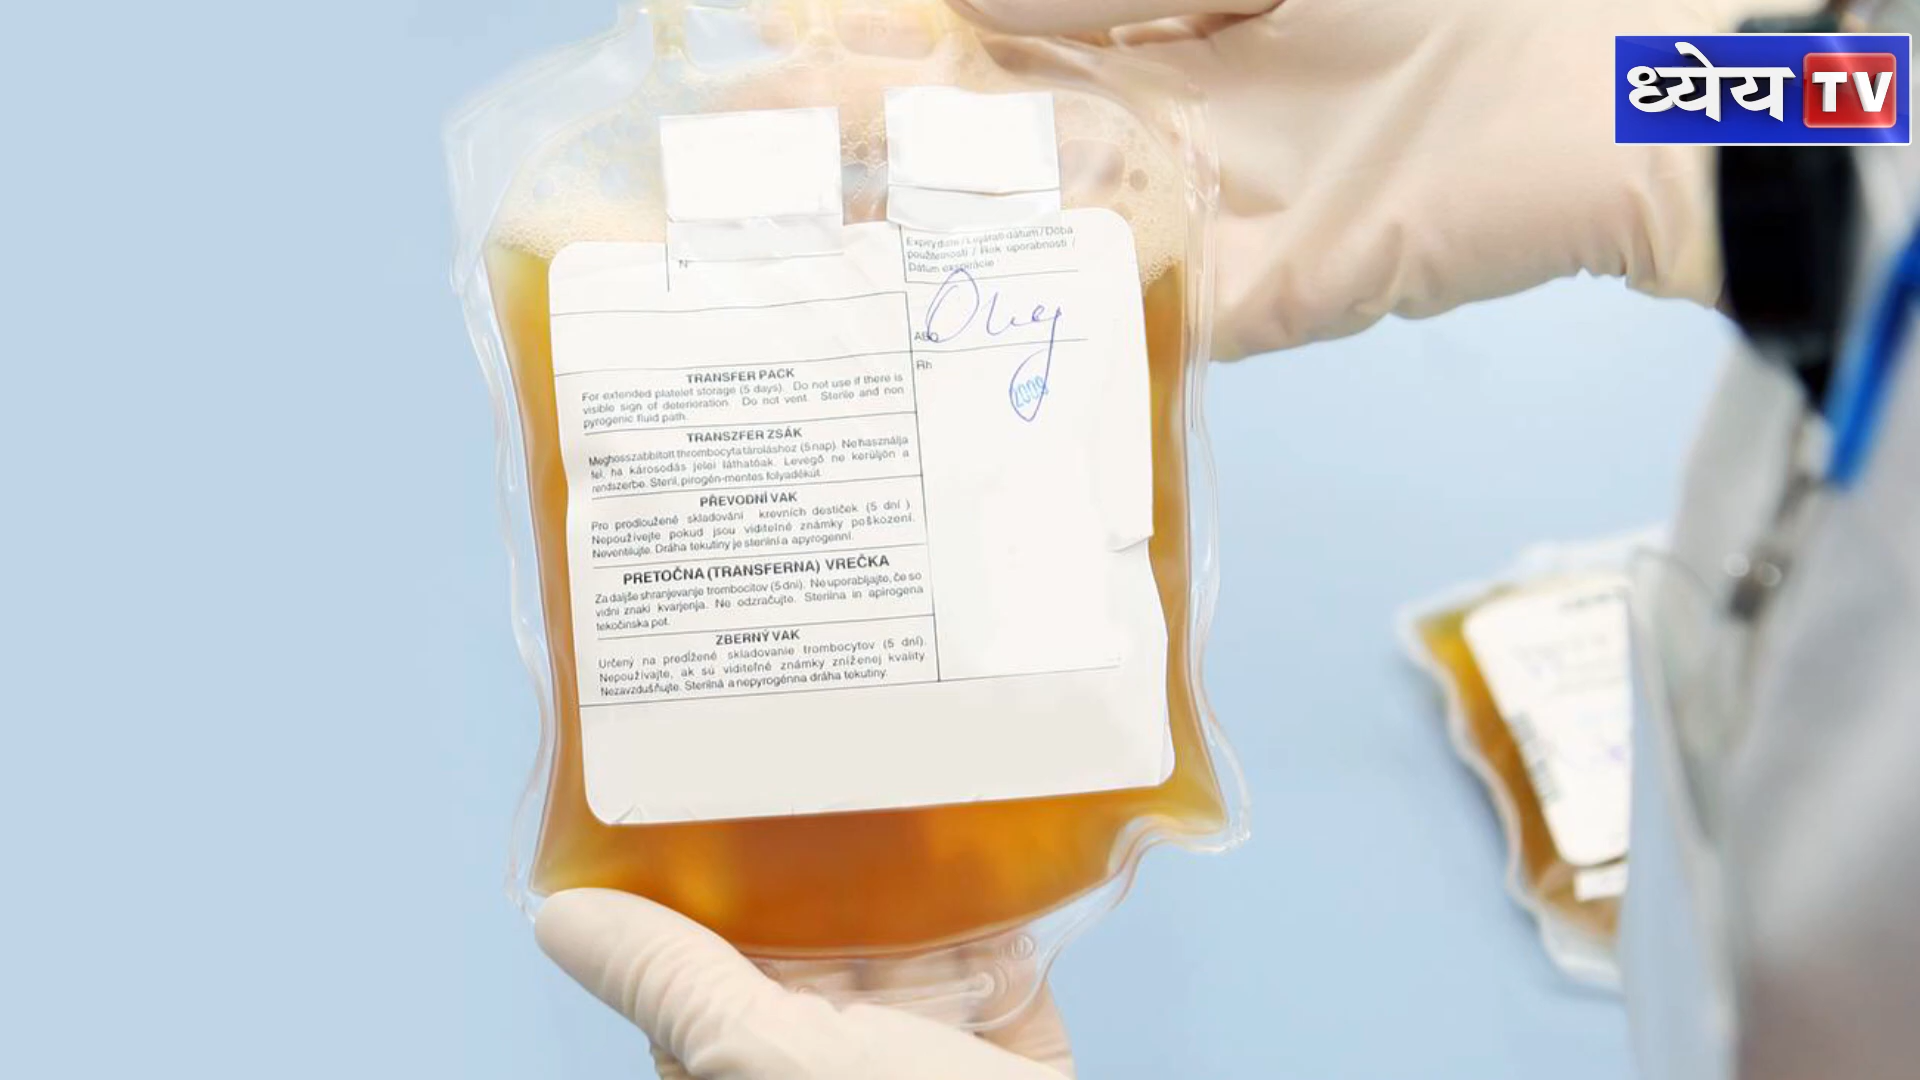 ध्येय TV
N°
Expiry date / Lejárati dátum / Doba
použitelnosti / Rok uporabnosti /
Dátum exspirácie
ABO
Rh
2009
TRANSFER PACK
For extended platelet storage (5 days). Do not use if there is
visible sign of deterioration. Do not vent. Sterile and non
pyrogenic fluid path.
TRANSZFER ZSÁK
Meghosszabbított thrombocyta tároláshoz (5 nap). Ne használja
fel, ha károsodás jelei láthatóak. Levegő ne kerüljön a
rendszerbe. Steril, pirogén-mentes folyadékút.
PŘEVODNÍ VAK
Pro prodloužené skladování krevních destiček (5 dní).
Nepoužívejte pokud jsou viditelné známky poškození.
Neventilujte. Dráha tekutiny je sterilní a apyrogenní.
PRETOČNA (TRANSFERNA) VREČKA
Za daljše shranjevanje trombocitov (5 dni). Ne uporabljajte, če so
vidni znaki kvarjenja. Ne odzračujte. Sterilna in apirogena
tekočinska pot.
ZBERNÝ VAK
Určený na predĺžené skladovanie trombocytov (5 dní).
Nepoužívajte, ak sú viditeľné známky zníženej kvality.
Nezavzdušňujte. Sterilná a nepyrogénna dráha tekutiny.